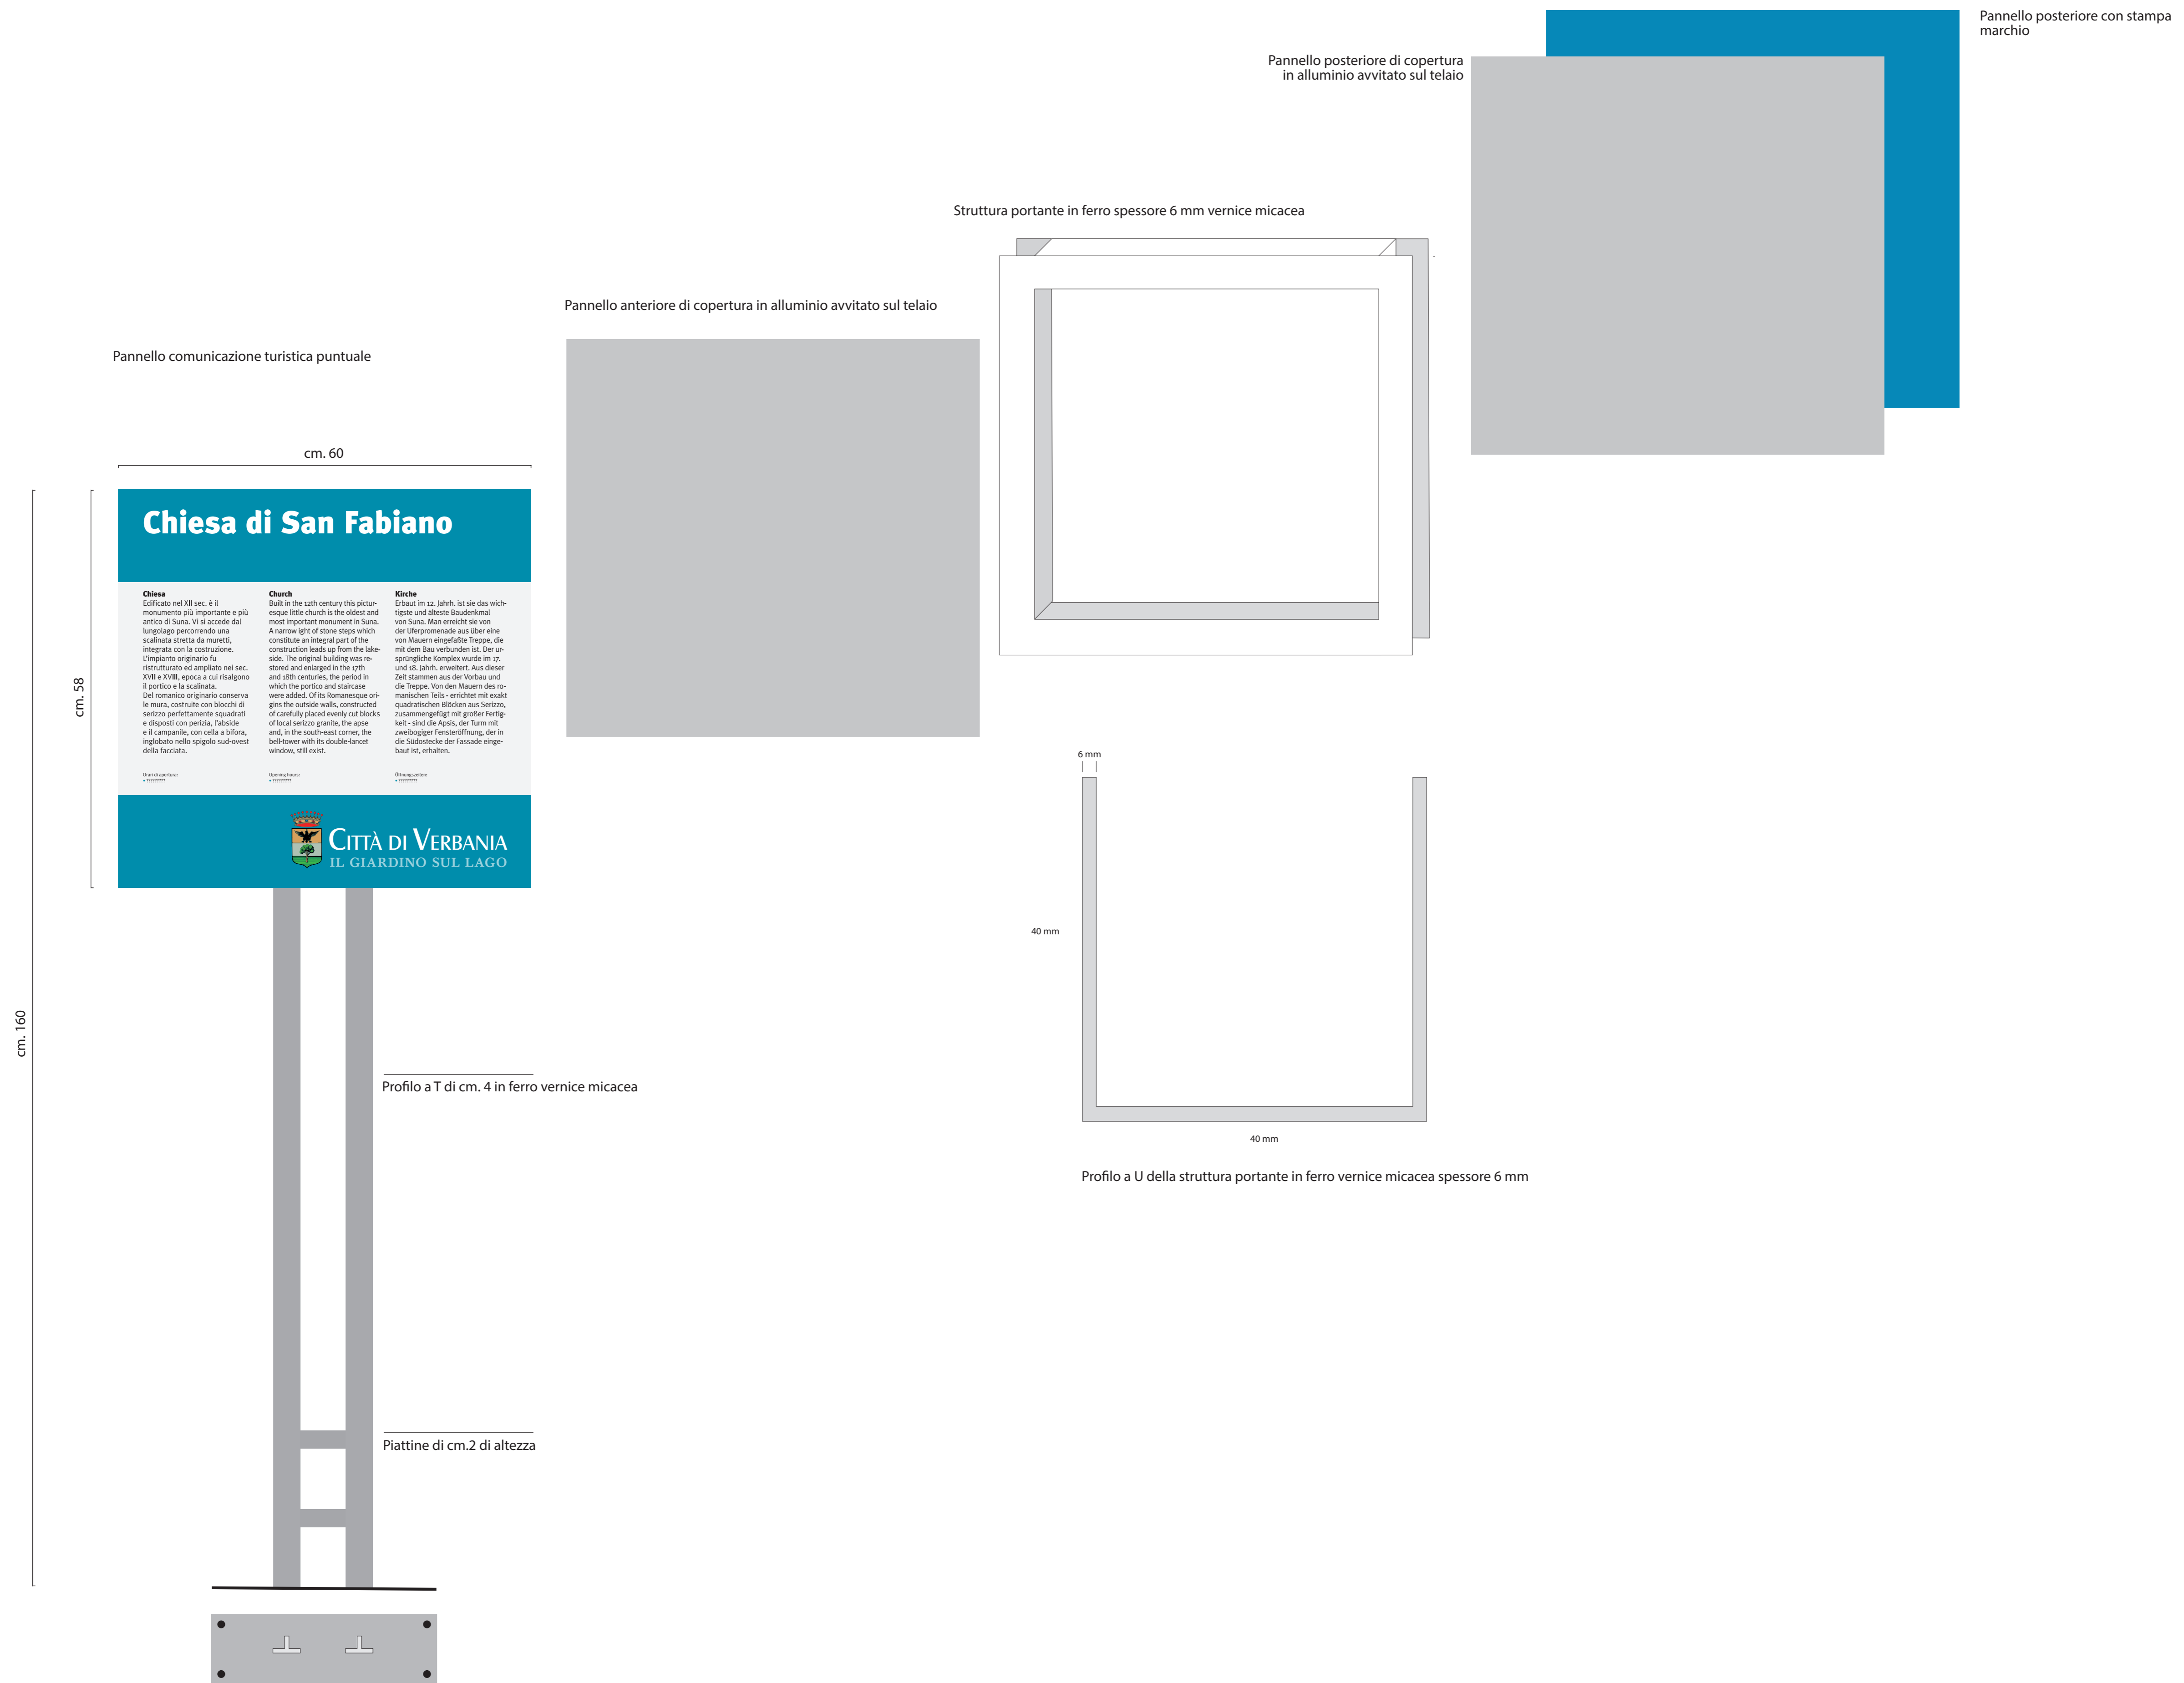 Pannello posteriore con stampa
marchio
Pannello posteriore di copertura
in alluminio avvitato sul telaio
Struttura portante in ferro spessore 6 mm vernice micacea
Pannello anteriore di copertura in alluminio avvitato sul telaio
Pannello comunicazione turistica puntuale
cm. 60
cm. 58
cm. 160
Chiesa di San Fabiano
Chiesa
Edificato nel XII sec. è il
monumento più importante e più
antico di Suna. Vi si accede dal
lungolago percorrendo una
scalinata stretta da muretti,
integrata con la costruzione.
L'impianto originario fu
ristrutturato ed ampliato nei sec.
XVII e XVIII, epoca a cui risalgono
il portico e la scalinata.
Del romanico originario conserva
le mura, costruite con blocchi di
serizzo perfettamente squadrati
e disposti con perizia, l'abside
e il campanile, con cella a bifora,
inglobato nello spigolo sud-ovest
della facciata.
Orari di apertura:
• ??????????
Church
Built in the 12th century this pictur-
esque little church is the oldest and
most important monument in Suna.
A narrow ight of stone steps which
constitute an integral part of the
construction leads up from the lake-
side. The original building was re-
stored and enlarged in the 17th
and 18th centuries, the period in
which the portico and staircase
were added. Of its Romanesque ori-
gins the outside walls, constructed
of carefully placed evenly cut blocks
of local serizzo granite, the apse
and, in the south-east corner, the
bell-tower with its double-lancet
window, still exist.
Opening hours:
• ??????????
Kirche
Erbaut im 12. Jahrh. ist sie das wich-
tigste und älteste Baudenkmal
von Suna. Man erreicht sie von
der Uferpromenade aus über eine
von Mauern eingefaßte Treppe, die
mit dem Bau verbunden ist. Der ur-
sprüngliche Komplex wurde im 17.
und 18. Jahrh. erweitert. Aus dieser
Zeit stammen aus der Vorbau und
die Treppe. Von den Mauern des ro-
manischen Teils - errichtet mit exakt
quadratischen Blöcken aus Serizzo,
zusammengefügt mit großer Fertig-
keit - sind die Apsis, der Turm mit
zweibogiger Fensteröffnung, der in
die Südostecke der Fassade einge-
baut ist, erhalten.
Öffnungszeiten:
• ??????????
CITTÀ DI VERBANIA
IL GIARDINO SUL LAGO
6 mm
40 mm
40 mm
Profilo a U della struttura portante in ferro vernice micacea spessore 6 mm
Profilo a T di cm. 4 in ferro vernice micacea
Piattine di cm.2 di altezza